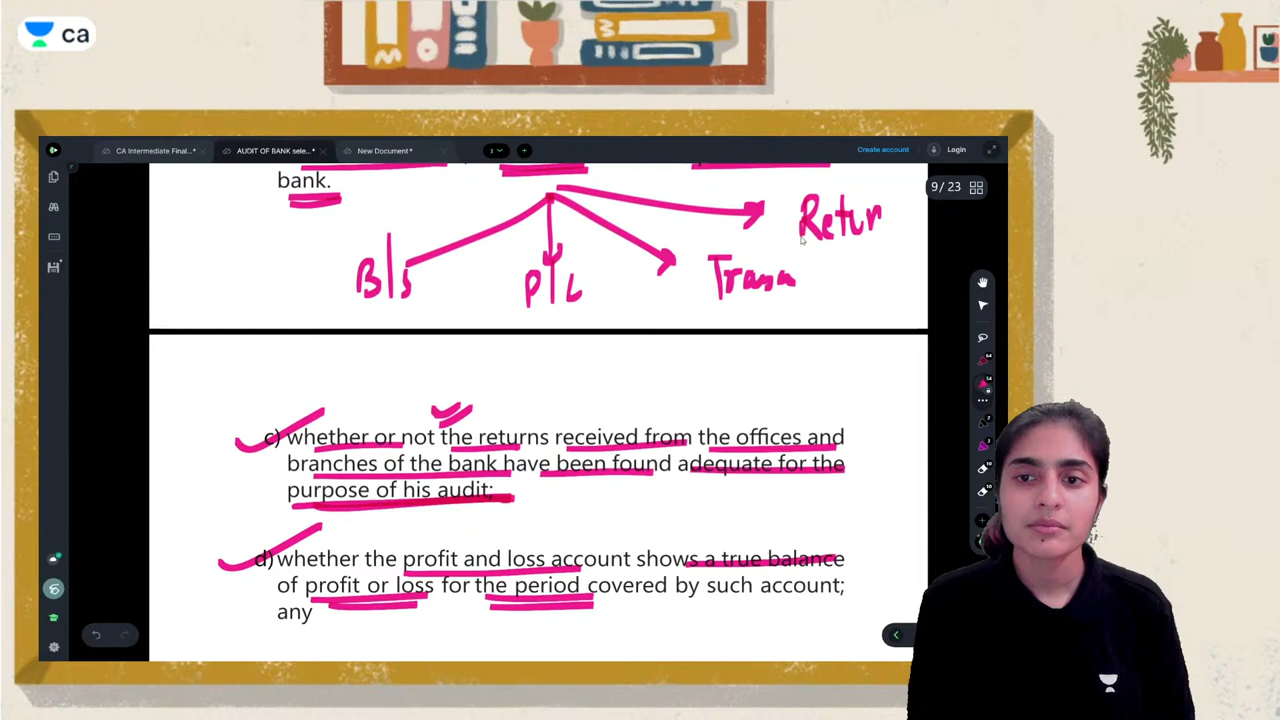 ca
CA Intermediate Final...*
AUDIT OF BANK sele...*
New Document*
3
Create account
Login
9/23
bank.
Retur
B/s
P/L
Trana
c) whether or not the returns received from the offices and
branches of the bank have been found adequate for the
purpose of his audit;
d) whether the profit and loss account shows a true balance
of profit or loss for the period covered by such account;
any